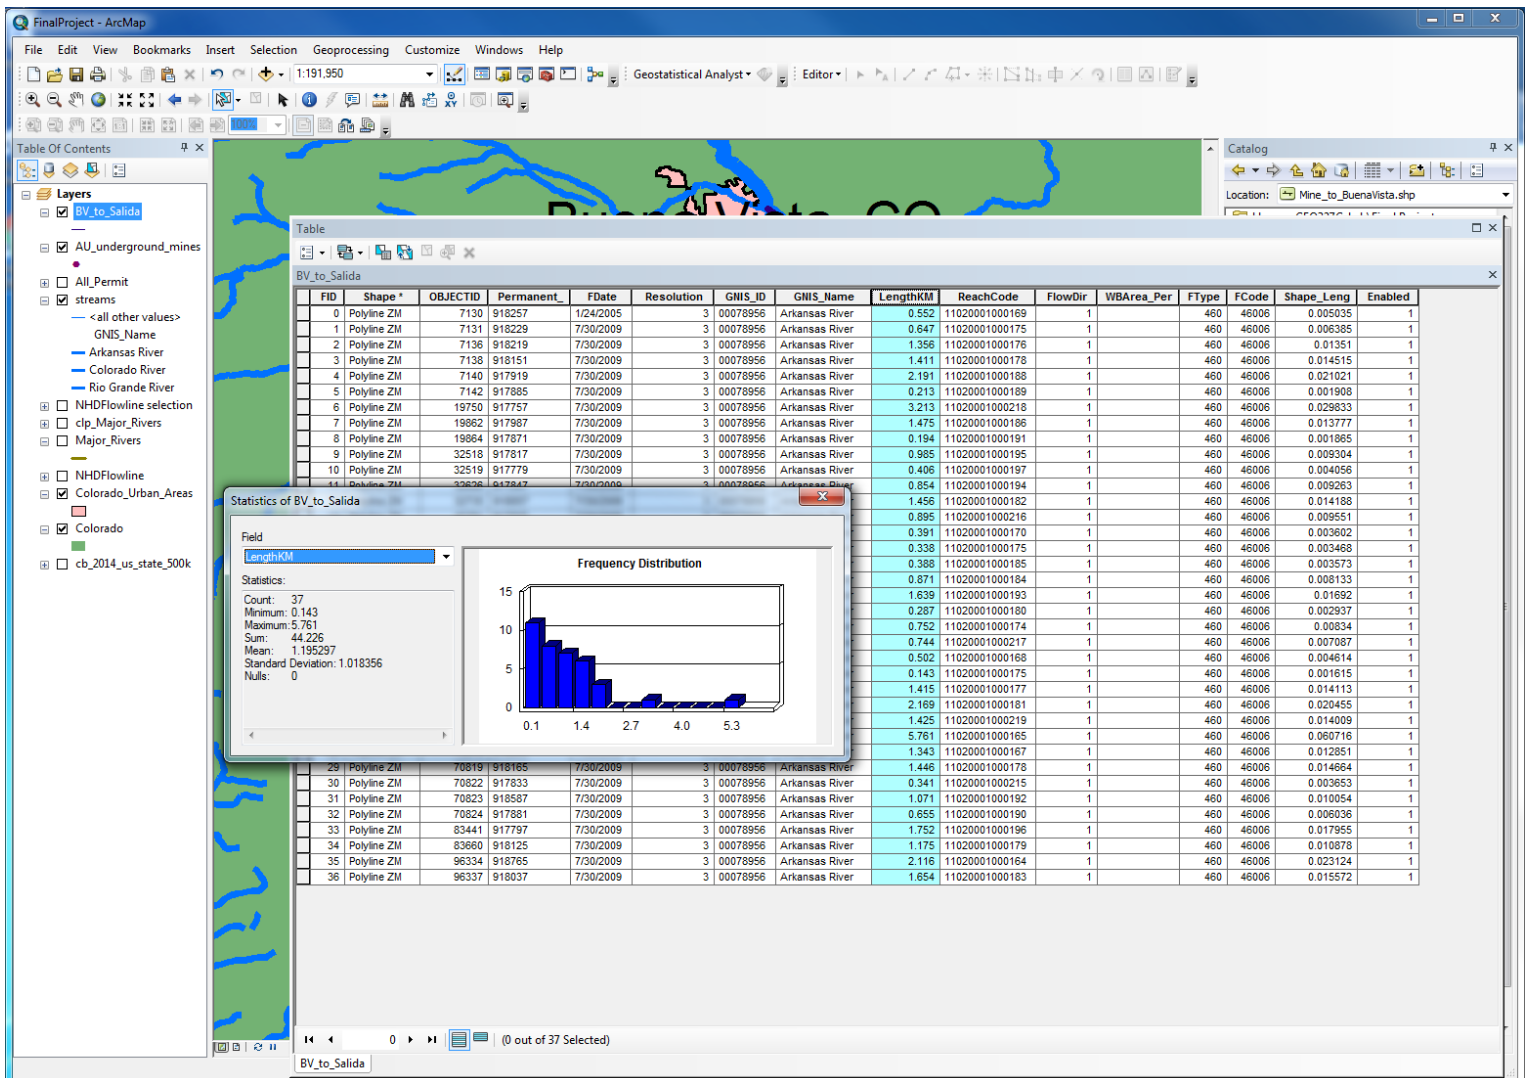 FinalProject - ArcMap
File Edit View Bookmarks Insert Selection Geoprocessing Customize Windows Help
1:191,950 Geostatistical Analyst Editor
100%
Table Of Contents
Layers
BV_to_Salida
AU_underground_mines
All_Permit
streams
<all other values>
GNIS_Name
Arkansas River
Colorado River
Rio Grande River
NHDFlowline selection
clp_Major_Rivers
Major_Rivers
NHDFlowline
Colorado_Urban_Areas
Colorado
cb_2014_us_state_500k
Buena Vista, CO
Catalog
Location: Mine_to_BuenaVista.shp
Table
BV_to_Salida
FID Shape * OBJECTID Permanent_ FDate Resolution GNIS_ID GNIS_Name LengthKM ReachCode FlowDir WBArea_Per FType FCode Shape_Leng Enabled
0 Polyline ZM 7130 918257 1/24/2005 3 00078956 Arkansas River 0.552 11020001000169 1 460 46006 0.005035 1
1 Polyline ZM 7131 918229 7/30/2009 3 00078956 Arkansas River 0.647 11020001000175 1 460 46006 0.006385 1
2 Polyline ZM 7136 918219 7/30/2009 3 00078956 Arkansas River 1.356 11020001000176 1 460 46006 0.01351 1
3 Polyline ZM 7138 918151 7/30/2009 3 00078956 Arkansas River 1.411 11020001000178 1 460 46006 0.014515 1
4 Polyline ZM 7140 917919 7/30/2009 3 00078956 Arkansas River 2.191 11020001000188 1 460 46006 0.021021 1
5 Polyline ZM 7142 917885 7/30/2009 3 00078956 Arkansas River 0.213 11020001000189 1 460 46006 0.001908 1
6 Polyline ZM 19750 917757 7/30/2009 3 00078956 Arkansas River 3.213 11020001000218 1 460 46006 0.029833 1
7 Polyline ZM 19862 917987 7/30/2009 3 00078956 Arkansas River 1.475 11020001000186 1 460 46006 0.013777 1
8 Polyline ZM 19864 917871 7/30/2009 3 00078956 Arkansas River 0.194 11020001000191 1 460 46006 0.001865 1
9 Polyline ZM 32518 917817 7/30/2009 3 00078956 Arkansas River 0.985 11020001000195 1 460 46006 0.009304 1
10 Polyline ZM 32519 917779 7/30/2009 3 00078956 Arkansas River 0.406 11020001000197 1 460 46006 0.004056 1
11 Polyline ZM 32626 917847 7/30/2009 3 00078956 Arkansas River 0.854 11020001000194 1 460 46006 0.009263 1
1.456 11020001000182 1 460 46006 0.014188 1
0.895 11020001000216 1 460 46006 0.009551 1
0.391 11020001000170 1 460 46006 0.003602 1
0.338 11020001000175 1 460 46006 0.003468 1
0.388 11020001000185 1 460 46006 0.003573 1
0.871 11020001000184 1 460 46006 0.008133 1
1.639 11020001000193 1 460 46006 0.01692 1
0.287 11020001000180 1 460 46006 0.002937 1
0.752 11020001000174 1 460 46006 0.00834 1
0.744 11020001000217 1 460 46006 0.007087 1
0.502 11020001000168 1 460 46006 0.004614 1
0.143 11020001000175 1 460 46006 0.001615 1
1.415 11020001000177 1 460 46006 0.014113 1
2.169 11020001000181 1 460 46006 0.020455 1
1.425 11020001000219 1 460 46006 0.014009 1
5.761 11020001000165 1 460 46006 0.060716 1
1.343 11020001000167 1 460 46006 0.012851 1
29 Polyline ZM 70819 918165 7/30/2009 3 00078956 Arkansas River 1.446 11020001000178 1 460 46006 0.014664 1
30 Polyline ZM 70822 917833 7/30/2009 3 00078956 Arkansas River 0.341 11020001000215 1 460 46006 0.003653 1
31 Polyline ZM 70823 918587 7/30/2009 3 00078956 Arkansas River 1.071 11020001000192 1 460 46006 0.010054 1
32 Polyline ZM 70824 917881 7/30/2009 3 00078956 Arkansas River 0.655 11020001000190 1 460 46006 0.006036 1
33 Polyline ZM 83441 917797 7/30/2009 3 00078956 Arkansas River 1.752 11020001000196 1 460 46006 0.017955 1
34 Polyline ZM 83660 918125 7/30/2009 3 00078956 Arkansas River 1.175 11020001000179 1 460 46006 0.010878 1
35 Polyline ZM 96334 918765 7/30/2009 3 00078956 Arkansas River 2.116 11020001000164 1 460 46006 0.023124 1
36 Polyline ZM 96337 918037 7/30/2009 3 00078956 Arkansas River 1.654 11020001000183 1 460 46006 0.015572 1
Statistics of BV_to_Salida
Field
LengthKM
Statistics:
Count: 37
Minimum: 0.143
Maximum: 5.761
Sum: 44.226
Mean: 1.195297
Standard Deviation: 1.018356
Nulls: 0
Frequency Distribution
15
10
5
0
0.1 1.4 2.7 4.0 5.3
0 (0 out of 37 Selected)
BV_to_Salida